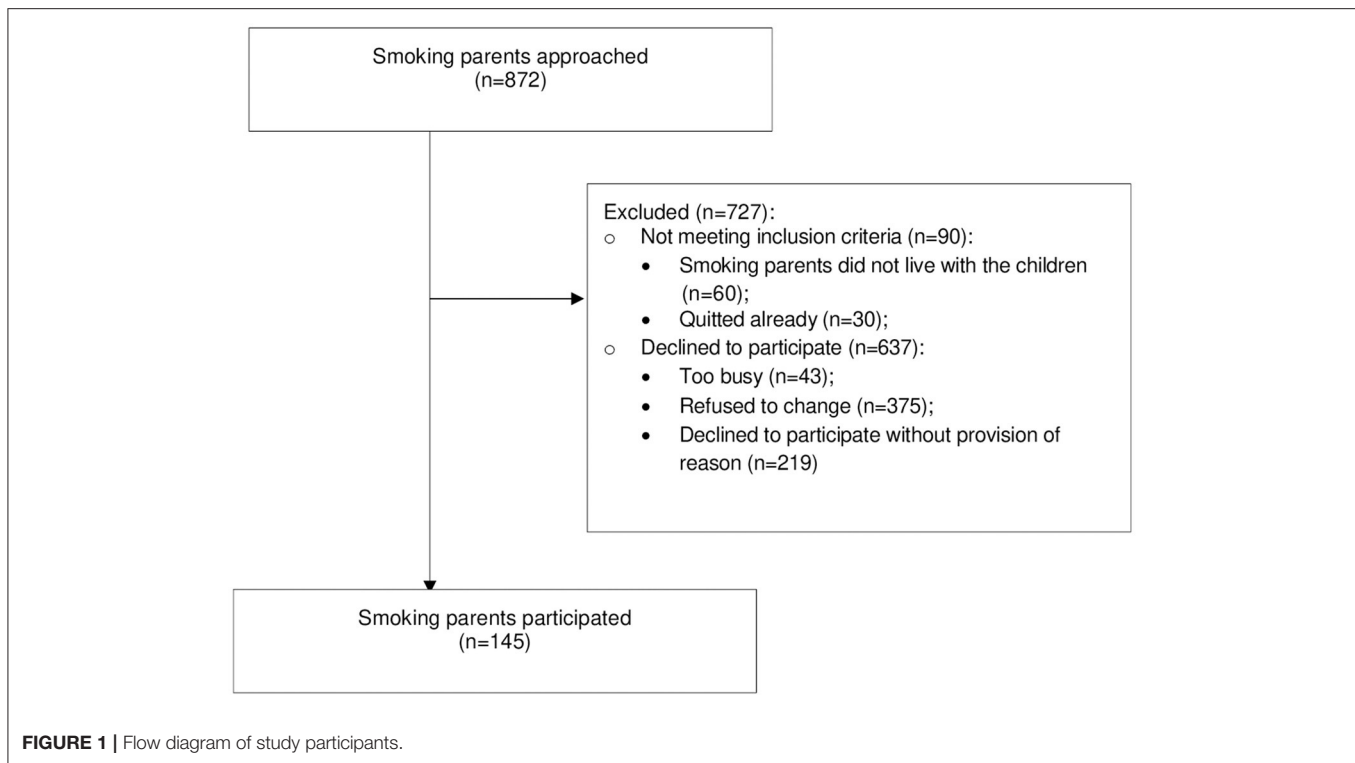 Smoking parents approached
(n=872)
Excluded (n=727):
o Not meeting inclusion criteria (n=90):
• Smoking parents did not live with the children
(n=60);
• Quitted already (n=30);
o Declined to participate (n=637):
• Too busy (n=43);
• Refused to change (n=375);
• Declined to participate without provision of
reason (n=219)
Smoking parents participated
(n=145)
FIGURE 1 | Flow diagram of study participants.